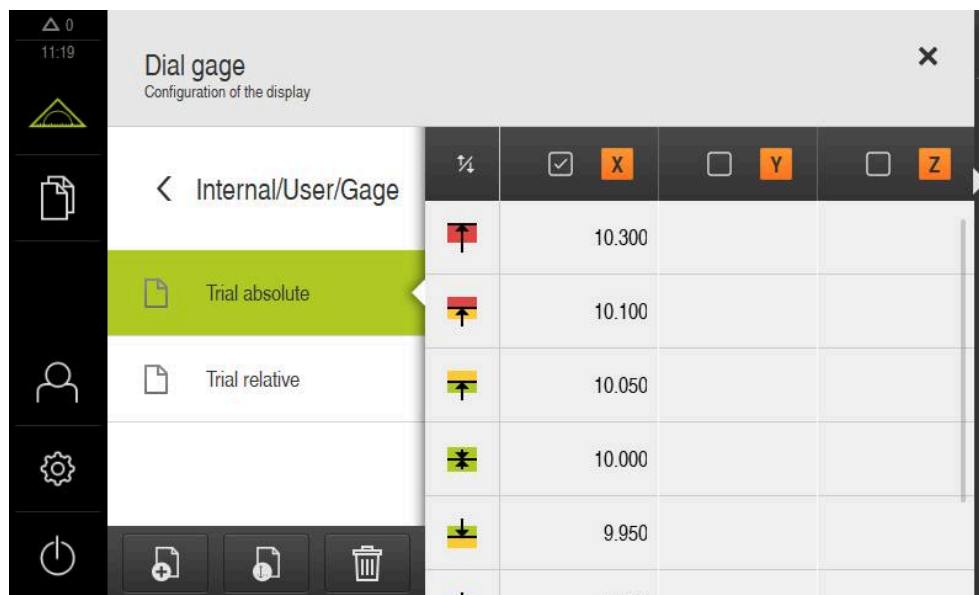 0
11:19
Dial gage
Configuration of the display
Internal/User/Gage
X
Y
Z
10.300
Trial absolute
10.100
Trial relative
10.050
10.000
9.950